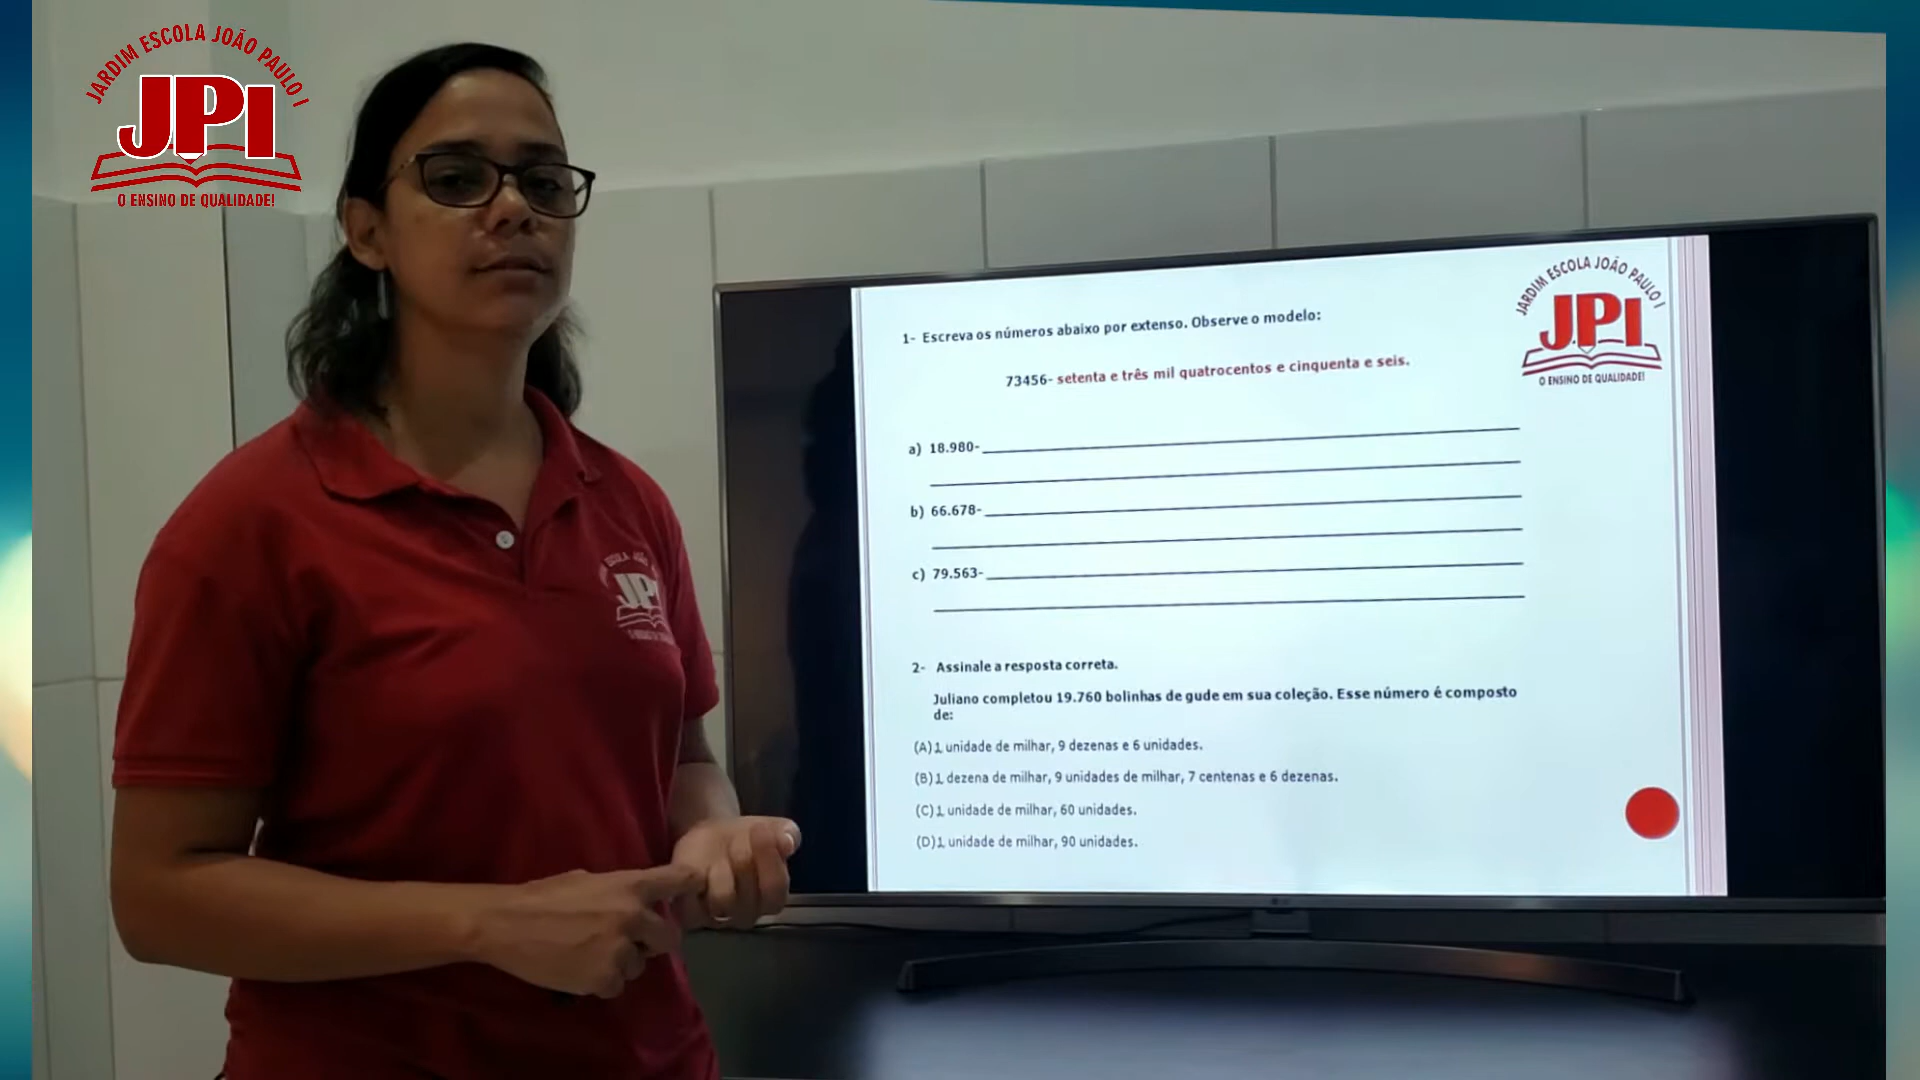 JARDIM ESCOLA JOÃO PAULO I
JPI
O ENSINO DE QUALIDADE!
JPI
JARDIM ESCOLA JOÃO PAULO I
JPI
O ENSINO DE QUALIDADE!
1- Escreva os números abaixo por extenso. Observe o modelo:
73456- setenta e três mil quatrocentos e cinquenta e seis.
a) 18.980-
b) 66.678-
c) 79.563-
2- Assinale a resposta correta.
Juliano completou 19.760 bolinhas de gude em sua coleção. Esse número é composto
de:
(A) 1 unidade de milhar, 9 dezenas e 6 unidades.
(B) 1 dezena de milhar, 9 unidades de milhar, 7 centenas e 6 dezenas.
(C) 1 unidade de milhar, 60 unidades.
(D) 1 unidade de milhar, 90 unidades.